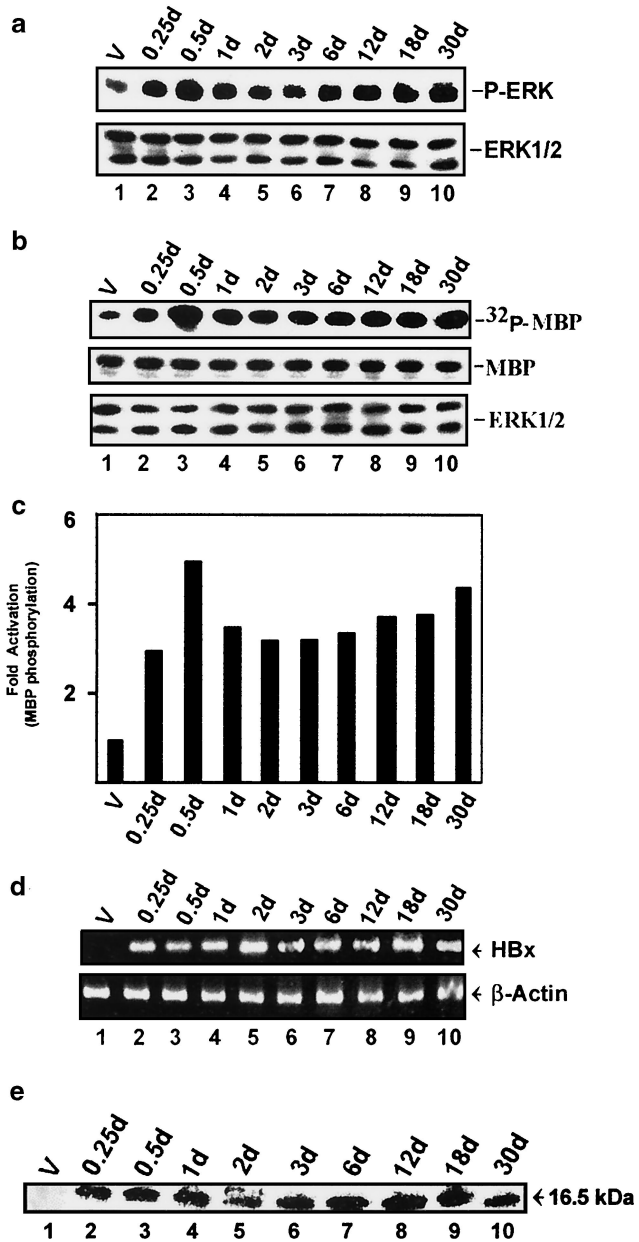 a
V 0.25d 0.5d 1d 2d 3d 6d 12d 18d 30d
–P-ERK
–ERK1/2
1 2 3 4 5 6 7 8 9 10
b
V 0.25d 0.5d 1d 2d 3d 6d 12d 18d 30d
–32P-MBP
–MBP
–ERK1/2
1 2 3 4 5 6 7 8 9 10
c
Fold Activation
(MBP phosphorylation)
6
4
2
V 0.25d 0.5d 1d 2d 3d 6d 12d 18d 30d
d
V 0.25d 0.5d 1d 2d 3d 6d 12d 18d 30d
← HBx
← β-Actin
1 2 3 4 5 6 7 8 9 10
e
V 0.25d 0.5d 1d 2d 3d 6d 12d 18d 30d
←16.5 kDa
1 2 3 4 5 6 7 8 9 10